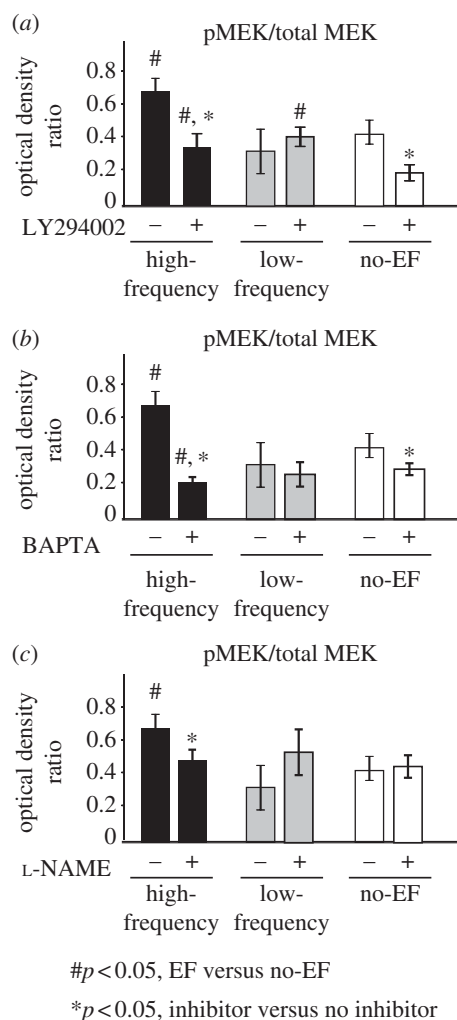 (a) pMEK/total MEK
#
#, *
#
*
0.8
0.6
0.4
0.2
0
optical density
ratio
LY294002 – + – + – +
high-
frequency
low-
frequency
no-EF
(b) pMEK/total MEK
#
#, *
*
0.8
0.4
0.2
0
optical density
ratio
BAPTA – + – + – +
high-
frequency
low-
frequency
no-EF
(c) pMEK/total MEK
#
*
0.8
0.6
0.4
0.2
0
optical density
ratio
L-NAME – + – + – +
high-
frequency
low-
frequency
no-EF
#p<0.05, EF versus no-EF
*p<0.05, inhibitor versus no inhibitor